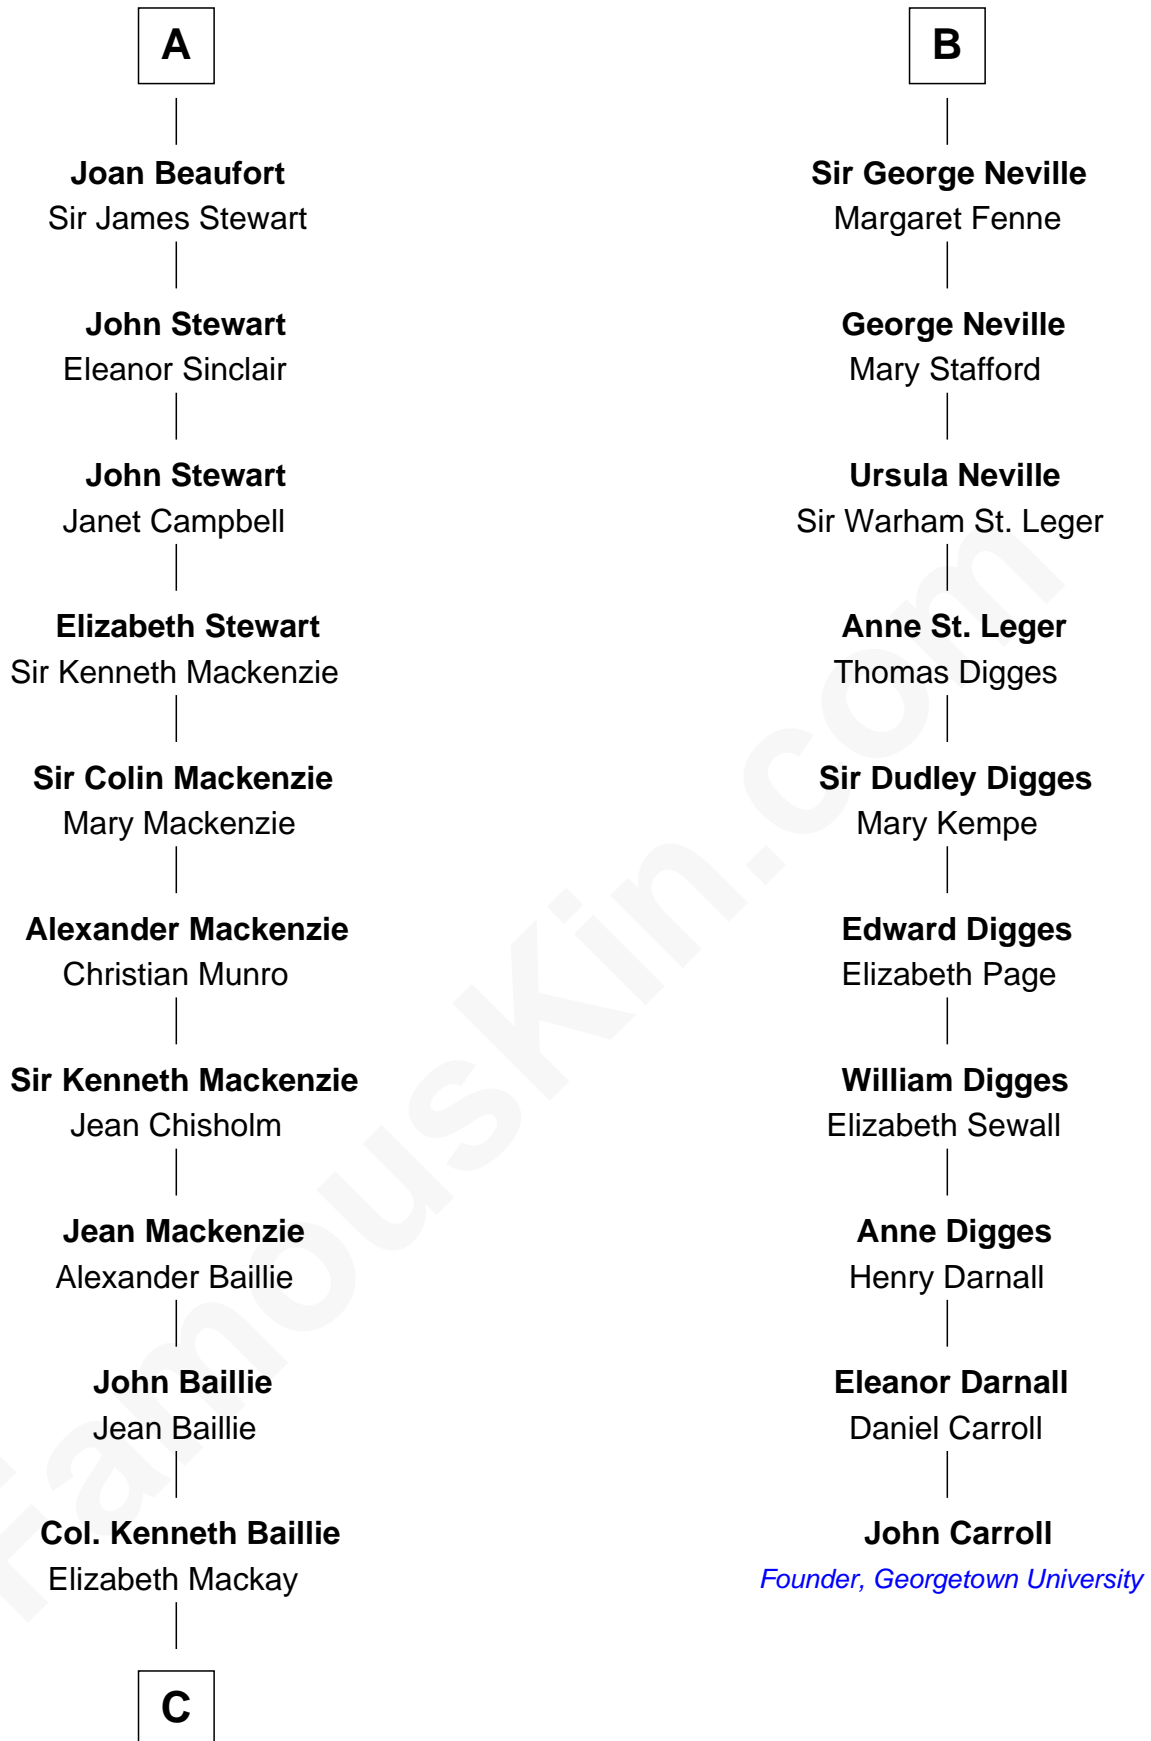 A
Joan Beaufort
Sir James Stewart
John Stewart
Eleanor Sinclair
John Stewart
Janet Campbell
Elizabeth Stewart
Sir Kenneth Mackenzie
Sir Colin Mackenzie
Mary Mackenzie
Alexander Mackenzie
Christian Munro
Sir Kenneth Mackenzie
Jean Chisholm
Jean Mackenzie
Alexander Baillie
John Baillie
Jean Baillie
Col. Kenneth Baillie
Elizabeth Mackay
C
B
Sir George Neville
Margaret Fenne
George Neville
Mary Stafford
Ursula Neville
Sir Warham St. Leger
Anne St. Leger
Thomas Digges
Sir Dudley Digges
Mary Kempe
Edward Digges
Elizabeth Page
William Digges
Elizabeth Sewall
Anne Digges
Henry Darnall
Eleanor Darnall
Daniel Carroll
John Carroll
Founder, Georgetown University
FamousKin.com